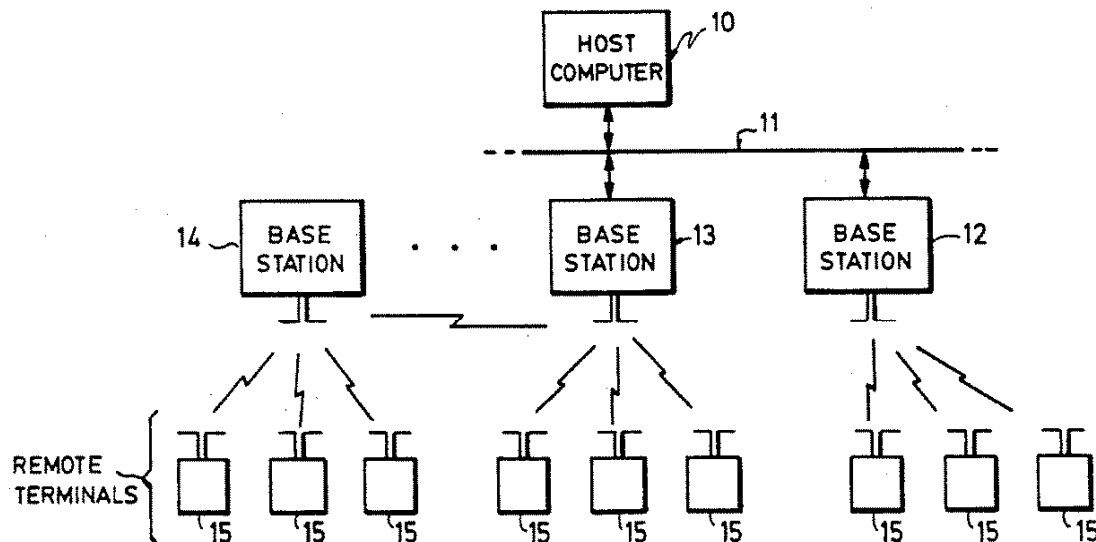 HOST
COMPUTER
10
11
14
BASE
STATION
. . .
BASE
STATION
13
BASE
STATION
12
REMOTE
TERMINALS
15 15 15 15 15 15 15 15 15